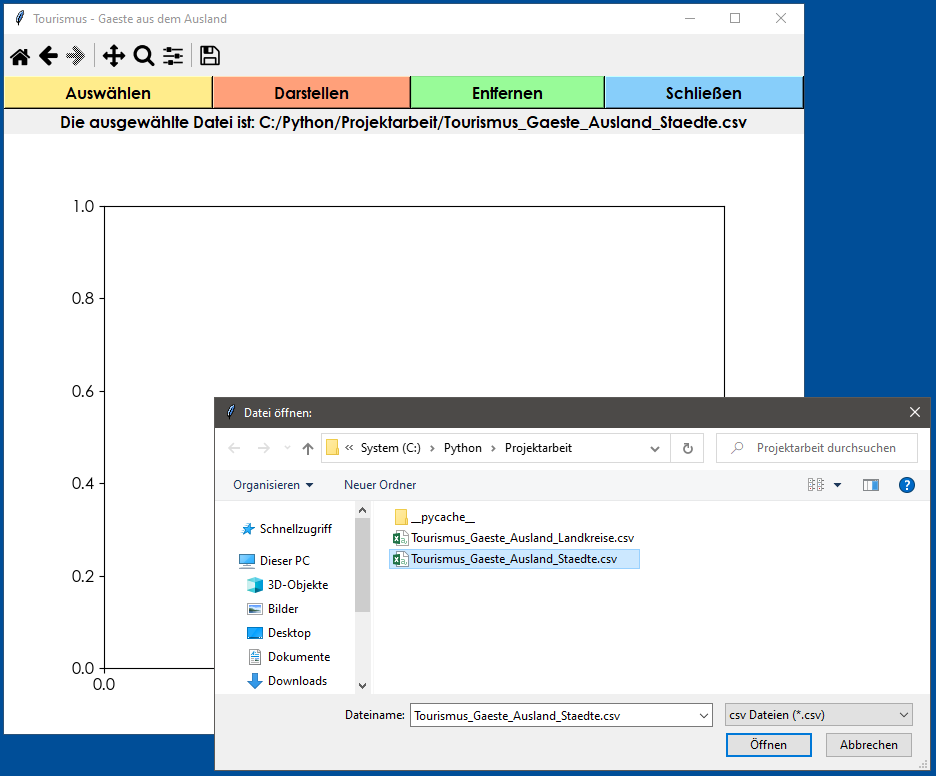 Tourismus - Gaeste aus dem Ausland
Auswählen Darstellen Entfernen Schließen
Die ausgewählte Datei ist: C:/Python/Projektarbeit/Tourismus_Gaeste_Ausland_Staedte.csv
1.0
0.8
0.6
0.4
0.2
0.0
0.0
Datei öffnen:
« System (C:) › Python › Projektarbeit
Projektarbeit durchsuchen
Organisieren Neuer Ordner
Schnellzugriff
Dieser PC
3D-Objekte
Bilder
Desktop
Dokumente
Downloads
__pycache__
Tourismus_Gaeste_Ausland_Landkreise.csv
Tourismus_Gaeste_Ausland_Staedte.csv
Dateiname: Tourismus_Gaeste_Ausland_Staedte.csv
csv Dateien (*.csv)
Öffnen Abbrechen